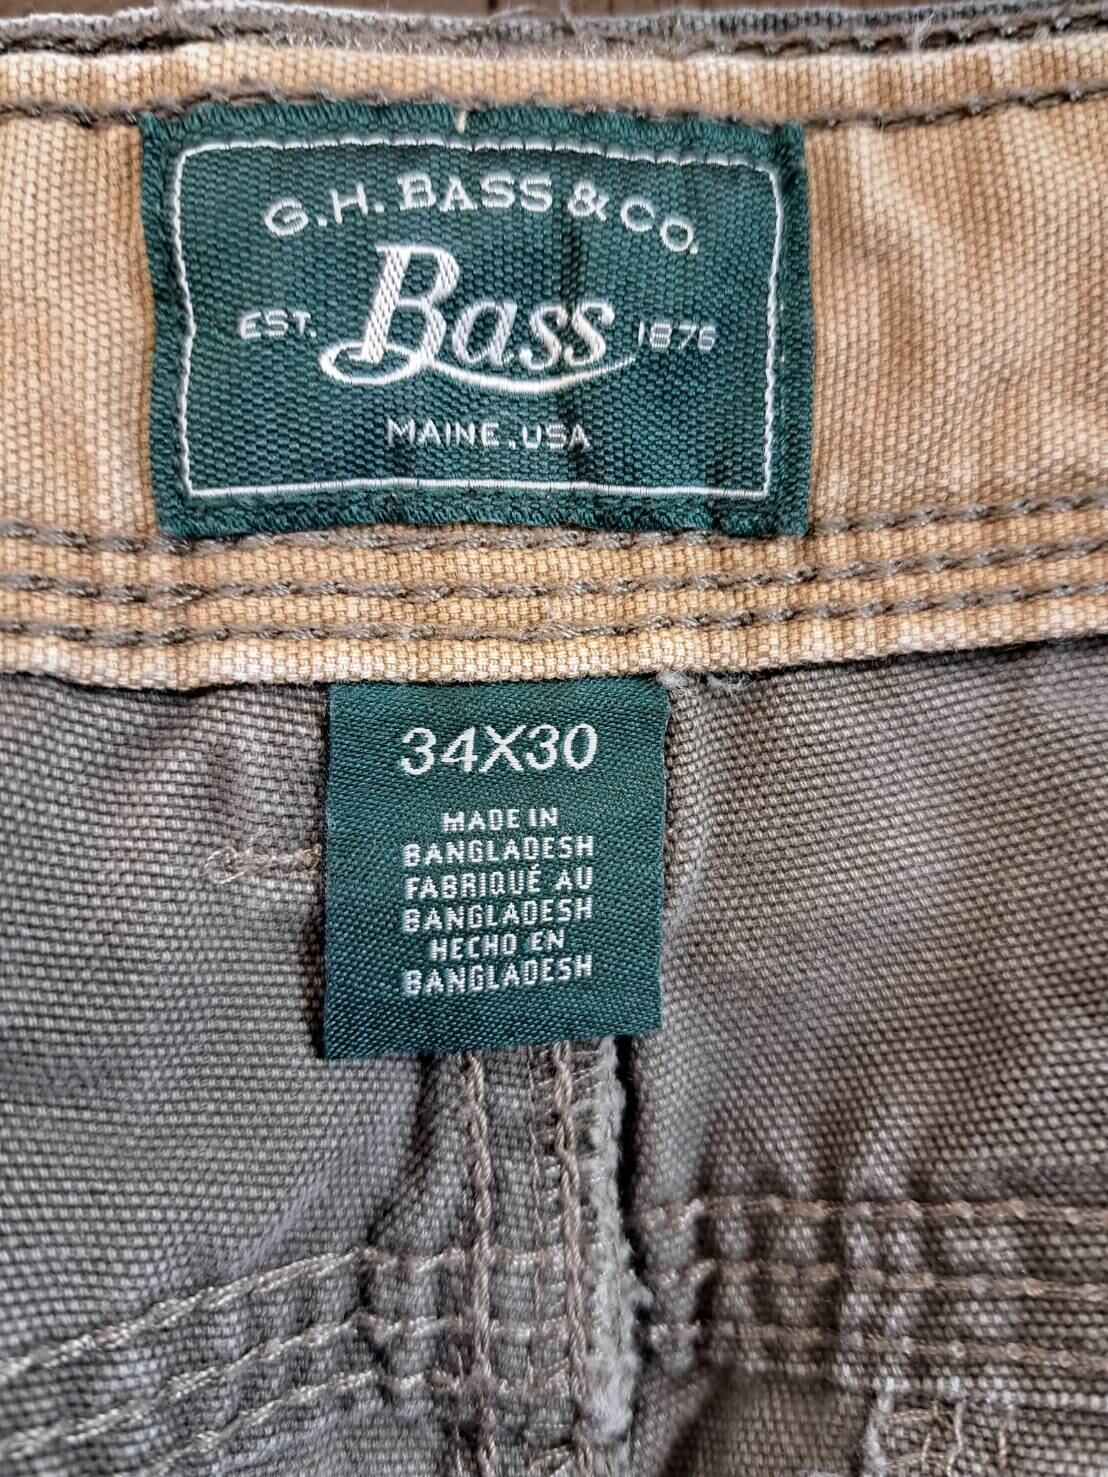 G.H. BASS & CO.
EST. Bass 1876
MAINE, USA
34X30
MADE IN
BANGLADESH
FABRIQUÉ AU
BANGLADESH
HECHO EN
BANGLADESH